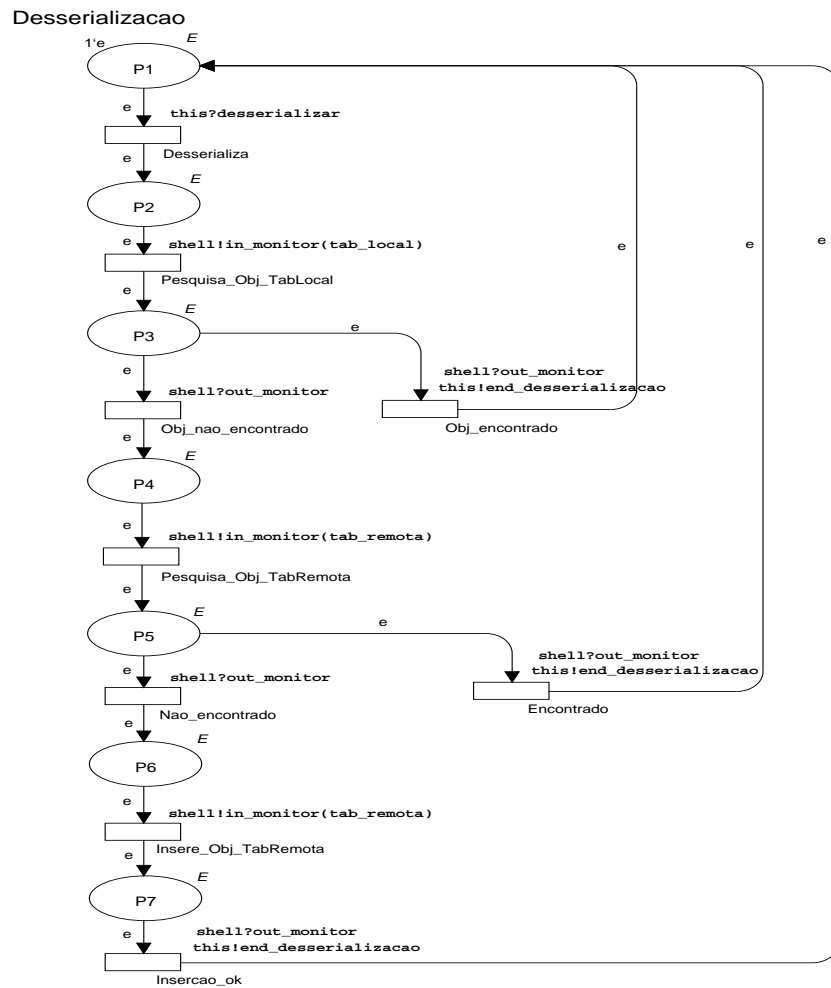 Desserializacao
1'e
E
P1
e
this?desserializar
Desserializa
e
E
P2
e
shell!in_monitor(tab_local)
Pesquisa_Obj_TabLocal
e
e
e
e
E
P3
e
e
shell?out_monitor
this!end_desserializacao
shell?out_monitor
Obj_nao_encontrado
Obj_encontrado
e
E
P4
e
shell!in_monitor(tab_remota)
Pesquisa_Obj_TabRemota
e
E
P5
e
e
shell?out_monitor
this!end_desserializacao
shell?out_monitor
Nao_encontrado
Encontrado
e
E
P6
e
shell!in_monitor(tab_remota)
Insere_Obj_TabRemota
e
E
P7
e
shell?out_monitor
this!end_desserializacao
Insercao_ok